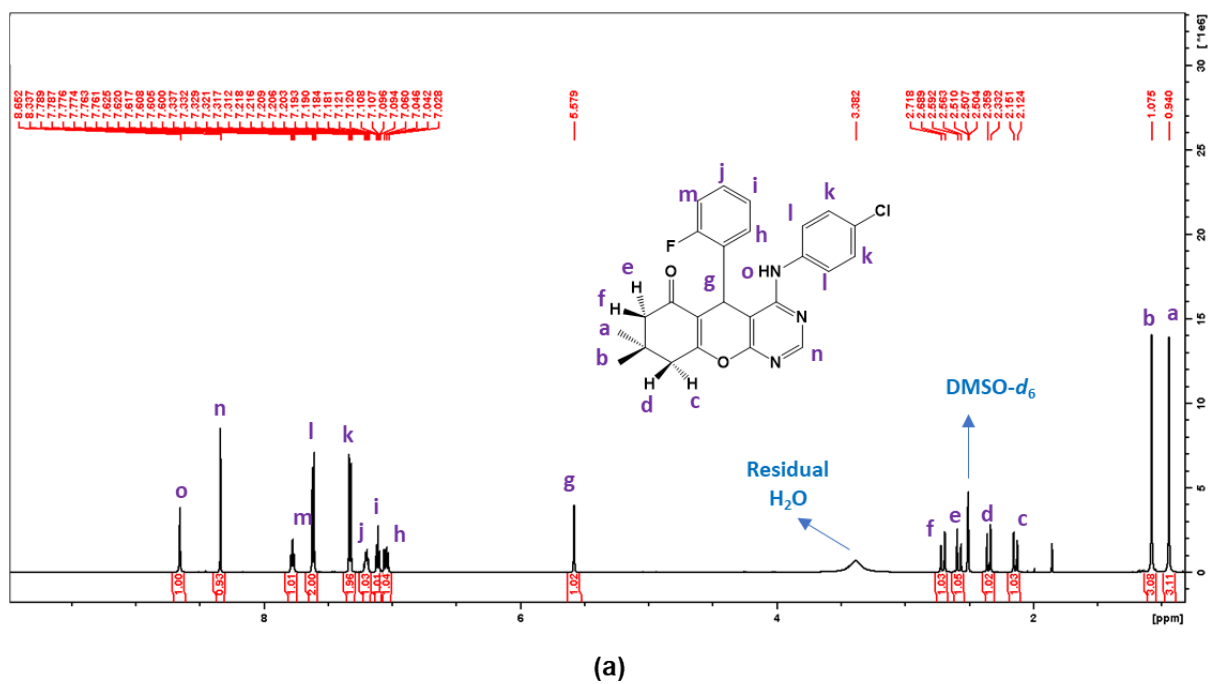 [ *1e6]
8.652 8.337 7.789 7.787 7.776 7.774 7.763 7.761 7.625 7.620 7.617 7.608 7.605 7.600 7.337 7.332 7.329 7.321 7.317 7.312 7.218 7.216 7.209 7.206 7.203 7.193 7.190 7.184 7.181 7.121 7.120 7.108 7.107 7.096 7.094 7.060 7.046 7.042 7.028
5.579
3.382
2.718 2.689 2.592 2.563 2.510 2.507 2.504 2.359 2.332 2.151 2.124
1.075
0.940
30
25
20
15
10
5
0
j
m
i
k
l
Cl
F
h
k
e
O
g
o
HN
l
f
N
a
b
O
N
n
d
c
b
a
DMSO-d6
n
l
k
Residual
H2O
g
o
m
i
f
e
d
j
h
c
1.00 0.93 1.01 2.00 1.96 1.03 1.01 1.04 1.02 1.03 1.05 1.02 1.03 3.08 3.11
8 6 4 2 [ppm]
H
H
H
H
(a)